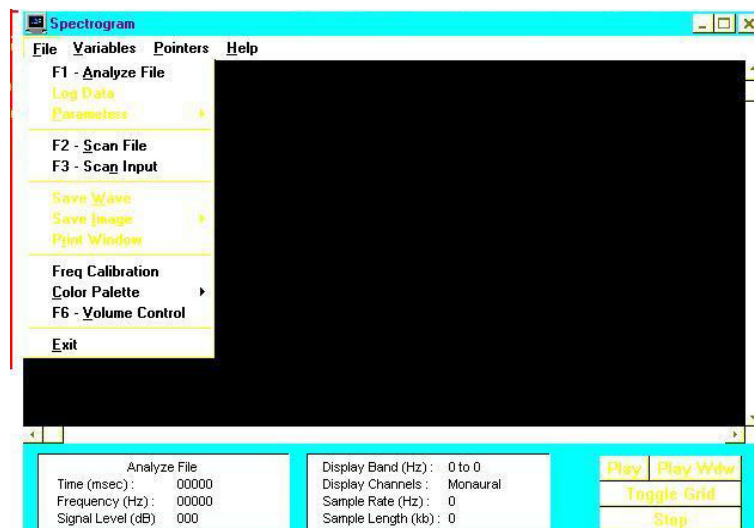 Spectrogram
File Variables Pointers Help
F1 - Analyze File
Log Data
Parameters
F2 - Scan File
F3 - Scan Input
Save Wave
Save Image
Print Window
Freq Calibration
Color Palette
F6 - Volume Control
Exit
Analyze File
Time (msec) : 00000
Frequency (Hz) : 00000
Signal Level (dB) 000
Display Band (Hz) : 0 to 0
Display Channels : Monaural
Sample Rate (Hz) : 0
Sample Length (kb) : 0
Play Play Wdw
Toggle Grid
Stop